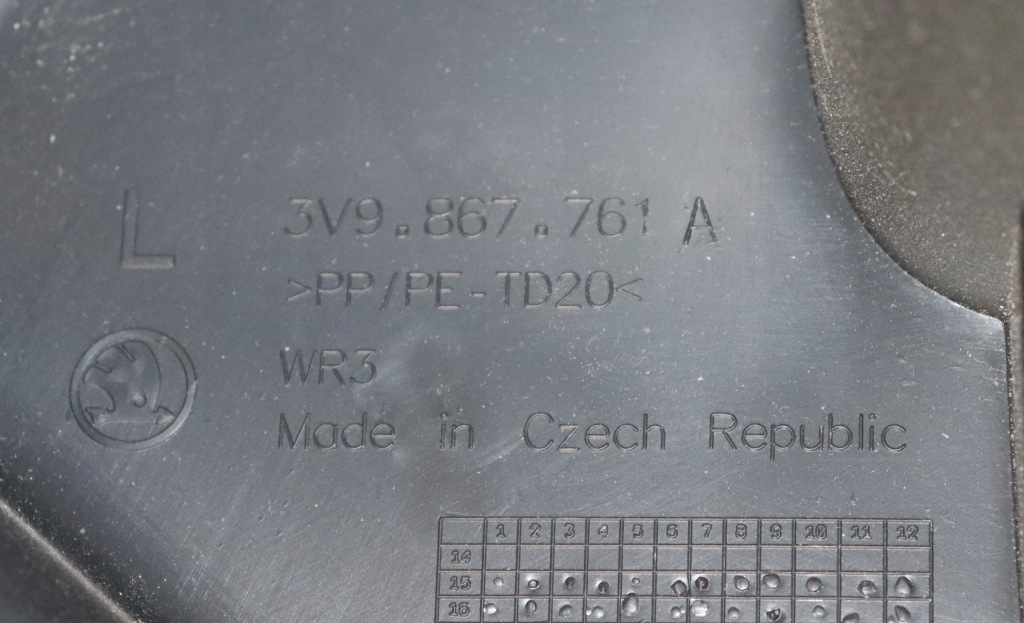 L
3V9.867.761 A
>PP/PE-TD20<
WR3
Made in Czech Republic
1 2 3 4 5 6 7 8 9 10 11 12
14
15
16